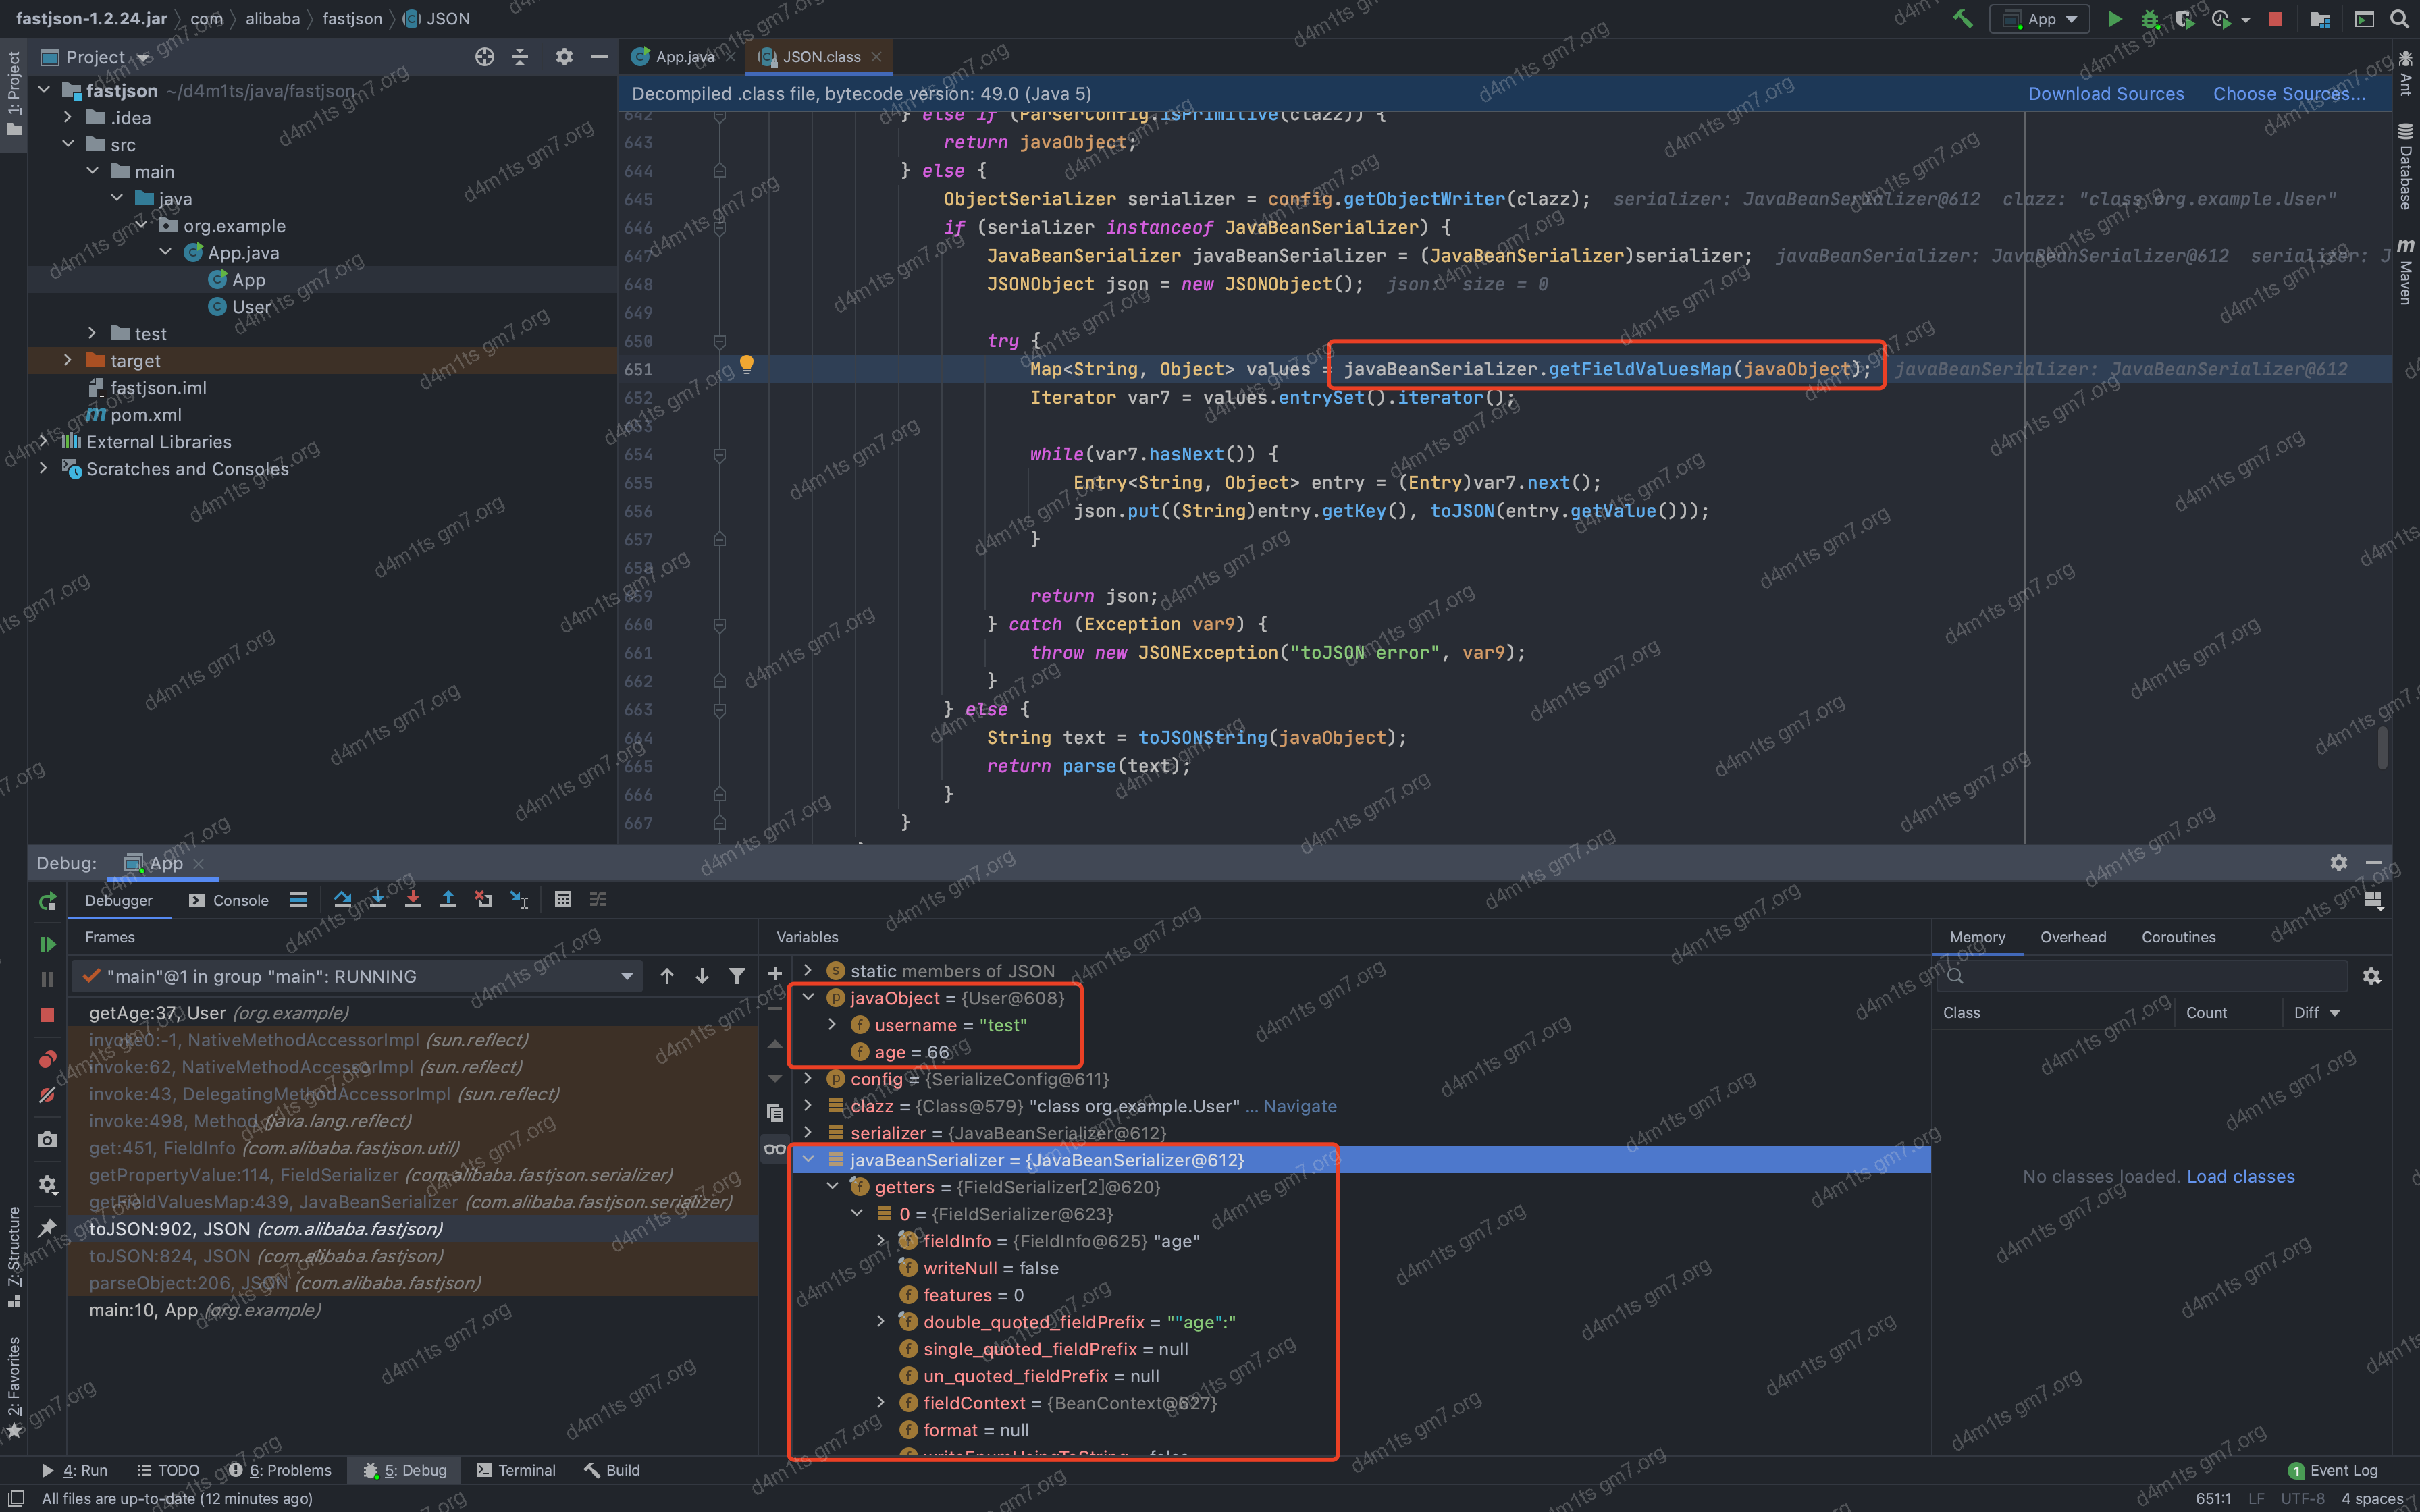 fastjson-1.2.24.jar 〉 com 〉 alibaba 〉 fastjson 〉 JSON
App
1: Project
Project
App.java
JSON.class
fastjson ~/d4m1ts/java/fastjson
.idea
src
main
java
org.example
App.java
App
User
test
target
fastjson.iml
pom.xml
External Libraries
Scratches and Consoles
Decompiled .class file, bytecode version: 49.0 (Java 5)
Download Sources
Choose Sources...
642 } else if (ParserConfig.isPrimitive(clazz)) {
643 return javaObject;
644 } else {
645 ObjectSerializer serializer = config.getObjectWriter(clazz); serializer: JavaBeanSerializer@612 clazz: "class org.example.User"
646 if (serializer instanceof JavaBeanSerializer) {
647 JavaBeanSerializer javaBeanSerializer = (JavaBeanSerializer)serializer; javaBeanSerializer: JavaBeanSerializer@612 serializer: J
648 JSONObject json = new JSONObject(); json: size = 0
649
650 try {
651 Map<String, Object> values = javaBeanSerializer.getFieldValuesMap(javaObject); javaBeanSerializer: JavaBeanSerializer@612
652 Iterator var7 = values.entrySet().iterator();
653
654 while(var7.hasNext()) {
655 Entry<String, Object> entry = (Entry)var7.next();
656 json.put((String)entry.getKey(), toJSON(entry.getValue()));
657 }
658
659 return json;
660 } catch (Exception var9) {
661 throw new JSONException("toJSON error", var9);
662 }
663 } else {
664 String text = toJSONString(javaObject);
665 return parse(text);
666 }
667 }
Ant
Database
Maven
Debug: App
Debugger
Console
Frames
"main"@1 in group "main": RUNNING
getAge:37, User (org.example)
invoke0:-1, NativeMethodAccessorImpl (sun.reflect)
invoke:62, NativeMethodAccessorImpl (sun.reflect)
invoke:43, DelegatingMethodAccessorImpl (sun.reflect)
invoke:498, Method (java.lang.reflect)
get:451, FieldInfo (com.alibaba.fastjson.util)
getPropertyValue:114, FieldSerializer (com.alibaba.fastjson.serializer)
getFieldValuesMap:439, JavaBeanSerializer (com.alibaba.fastjson.serializer)
toJSON:902, JSON (com.alibaba.fastjson)
toJSON:824, JSON (com.alibaba.fastjson)
parseObject:206, JSON (com.alibaba.fastjson)
main:10, App (org.example)
Variables
static members of JSON
javaObject = {User@608}
username = "test"
age = 66
config = {SerializeConfig@611}
clazz = {Class@579} "class org.example.User" ... Navigate
serializer = {JavaBeanSerializer@612}
javaBeanSerializer = {JavaBeanSerializer@612}
getters = {FieldSerializer[2]@620}
0 = {FieldSerializer@623}
fieldInfo = {FieldInfo@625} "age"
writeNull = false
features = 0
double_quoted_fieldPrefix = ""age":"
single_quoted_fieldPrefix = null
un_quoted_fieldPrefix = null
fieldContext = {BeanContext@627}
format = null
writeEnumUsingToString = false
Memory
Overhead
Coroutines
Class
Count
Diff
No classes loaded. Load classes
7: Structure
2: Favorites
4: Run
TODO
6: Problems
5: Debug
Terminal
Build
1 Event Log
All files are up-to-date (12 minutes ago)
651:1 LF UTF-8 4 spaces
d4m1ts gm7.org